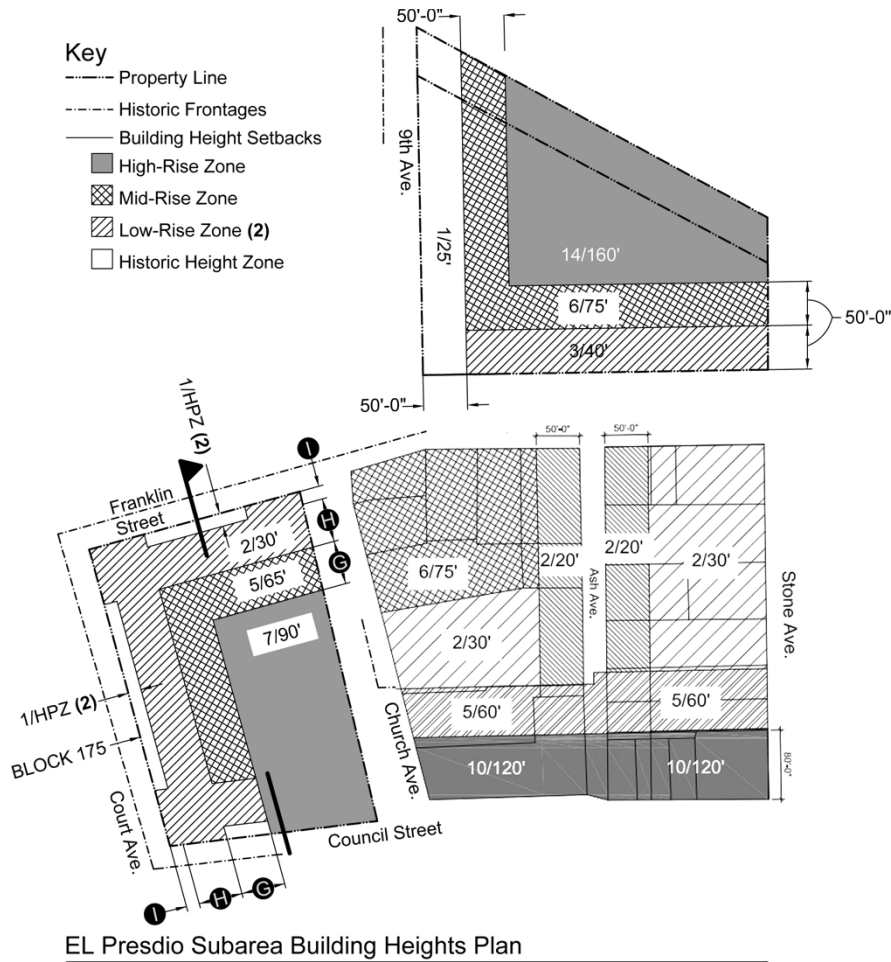 50'-0"
Key
Property Line
Historic Frontages
Building Height Setbacks
High-Rise Zone
Mid-Rise Zone
Low-Rise Zone (2)
Historic Height Zone
9th Ave.
1/25'
14/160'
6/75'
3/40'
50'-0"
50'-0"
1/HPZ (2)
Franklin
Street
I
H
G
2/30'
5/65'
7/90'
1/HPZ (2)
BLOCK 175
Court Ave.
I
H
G
Council Street
Church Ave.
50'-0"
50'-0"
6/75'
2/20'
2/20'
2/30'
Ash Ave.
Stone Ave.
2/30'
5/60'
5/60'
10/120'
10/120'
80'-0"
EL Presdio Subarea Building Heights Plan